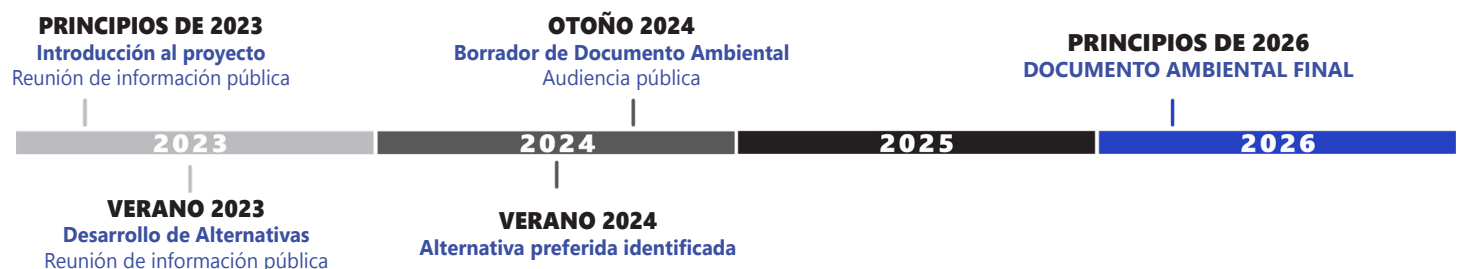 PRINCIPIOS DE 2023
Introducción al proyecto
Reunión de información pública
OTOÑO 2024
Borrador de Documento Ambiental
Audiencia pública
PRINCIPIOS DE 2026
DOCUMENTO AMBIENTAL FINAL
2023
2024
2025
2026
VERANO 2023
Desarrollo de Alternativas
Reunión de información pública
VERANO 2024
Alternativa preferida identificada